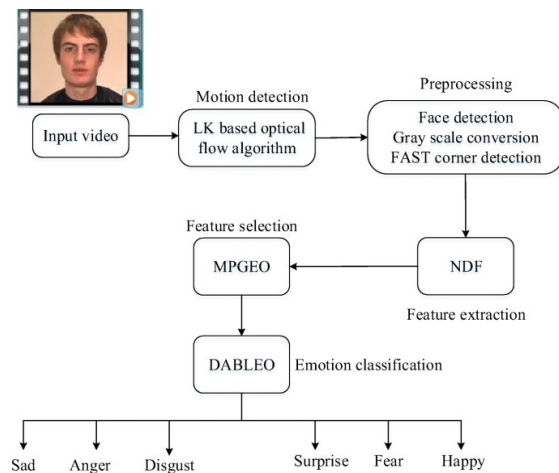 Preprocessing
Motion detection
Input video
LK based optical
flow algorithm
Face detection
Gray scale conversion
FAST corner detection
Feature selection
MPGEO
NDF
Feature extraction
DABLEO
Emotion classification
Sad
Anger
Disgust
Surprise
Fear
Happy